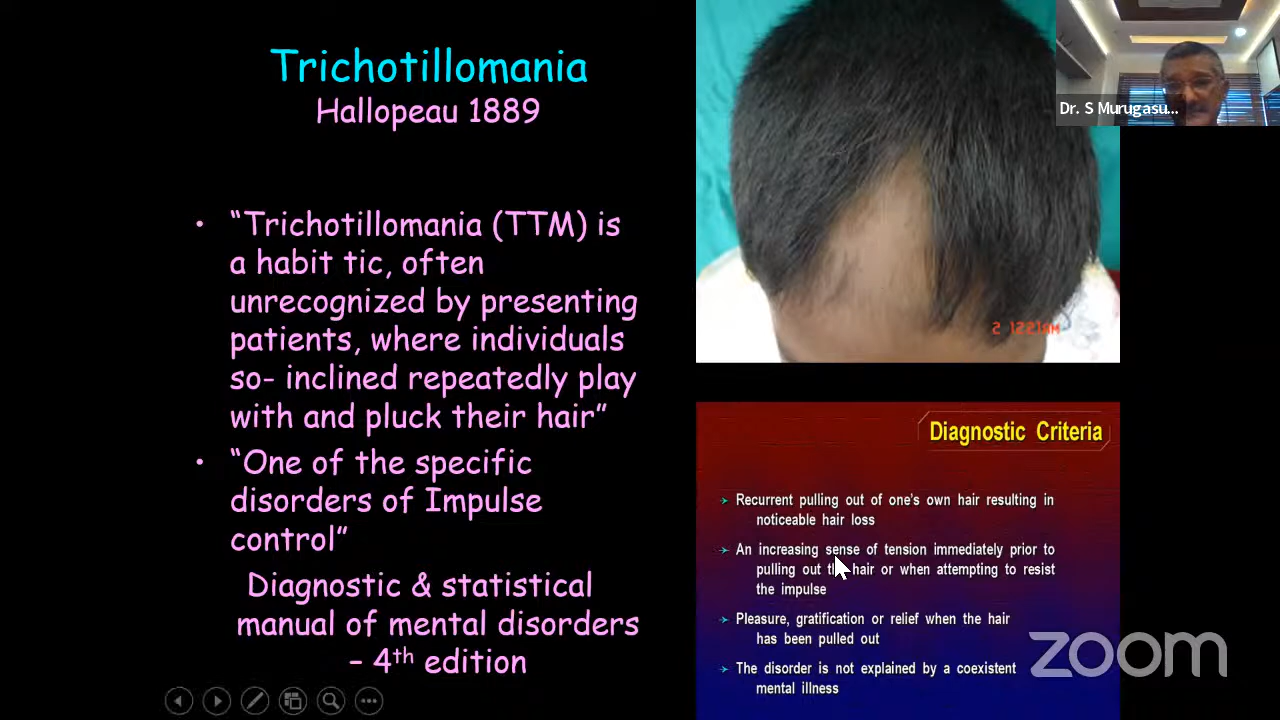 Trichotillomania
Hallopeau 1889
• “Trichotillomania (TTM) is
a habit tic, often
unrecognized by presenting
patients, where individuals
so- inclined repeatedly play
with and pluck their hair”
• “One of the specific
disorders of Impulse
control”
Diagnostic & statistical
manual of mental disorders
– 4th edition
Dr. S Murugasu...
Diagnostic Criteria
Recurrent pulling out of one's own hair resulting in
noticeable hair loss
An increasing sense of tension immediately prior to
pulling out the hair or when attempting to resist
the impulse
Pleasure, gratification or relief when the hair
has been pulled out
The disorder is not explained by a coexistent
mental illness
zoom